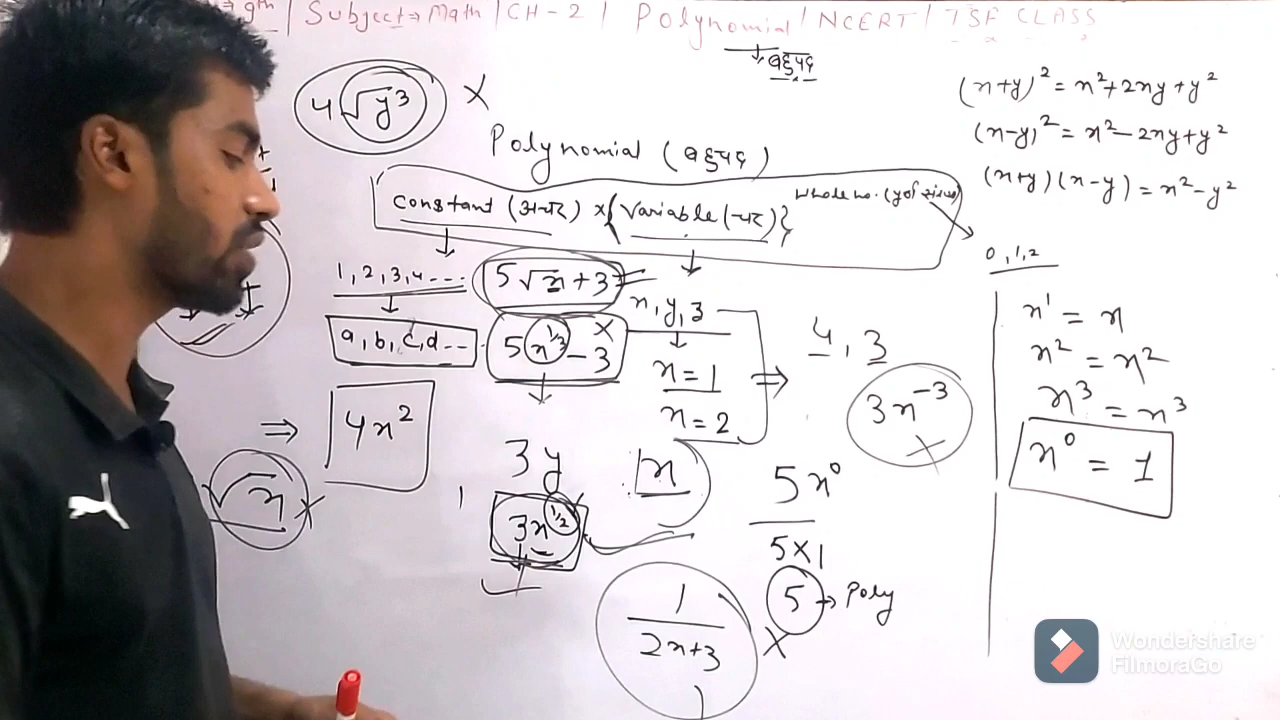 9th | Subject → Math | CH-2 | Polynomial | NCERT | TSF CLASS
बहुपद
4√y³ ×
Polynomial (बहुपद)
Constant (अचर) × {Variable (चर)} Whole no. (पूर्ण संख्या)
0, 1, 2
1, 2, 3, 4 ....
a, b, c, d --
5√x + 3
5x^1/3 - 3 ×
x, y, 3
x = 1
x = 2
⇒ 4, 3
⇒ 4x²
3y
x
3x^1/2
√x ×
3x⁻³ ×
5x⁰
5×1
5 → Poly
1/(2x+3) ×
(x+y)² = x²+2xy+y²
(x-y)² = x²-2xy+y²
(x+y)(x-y) = x²-y²
x¹ = x
x² = x²
x³ = x³
x⁰ = 1
Wondershare
FilmoraGo